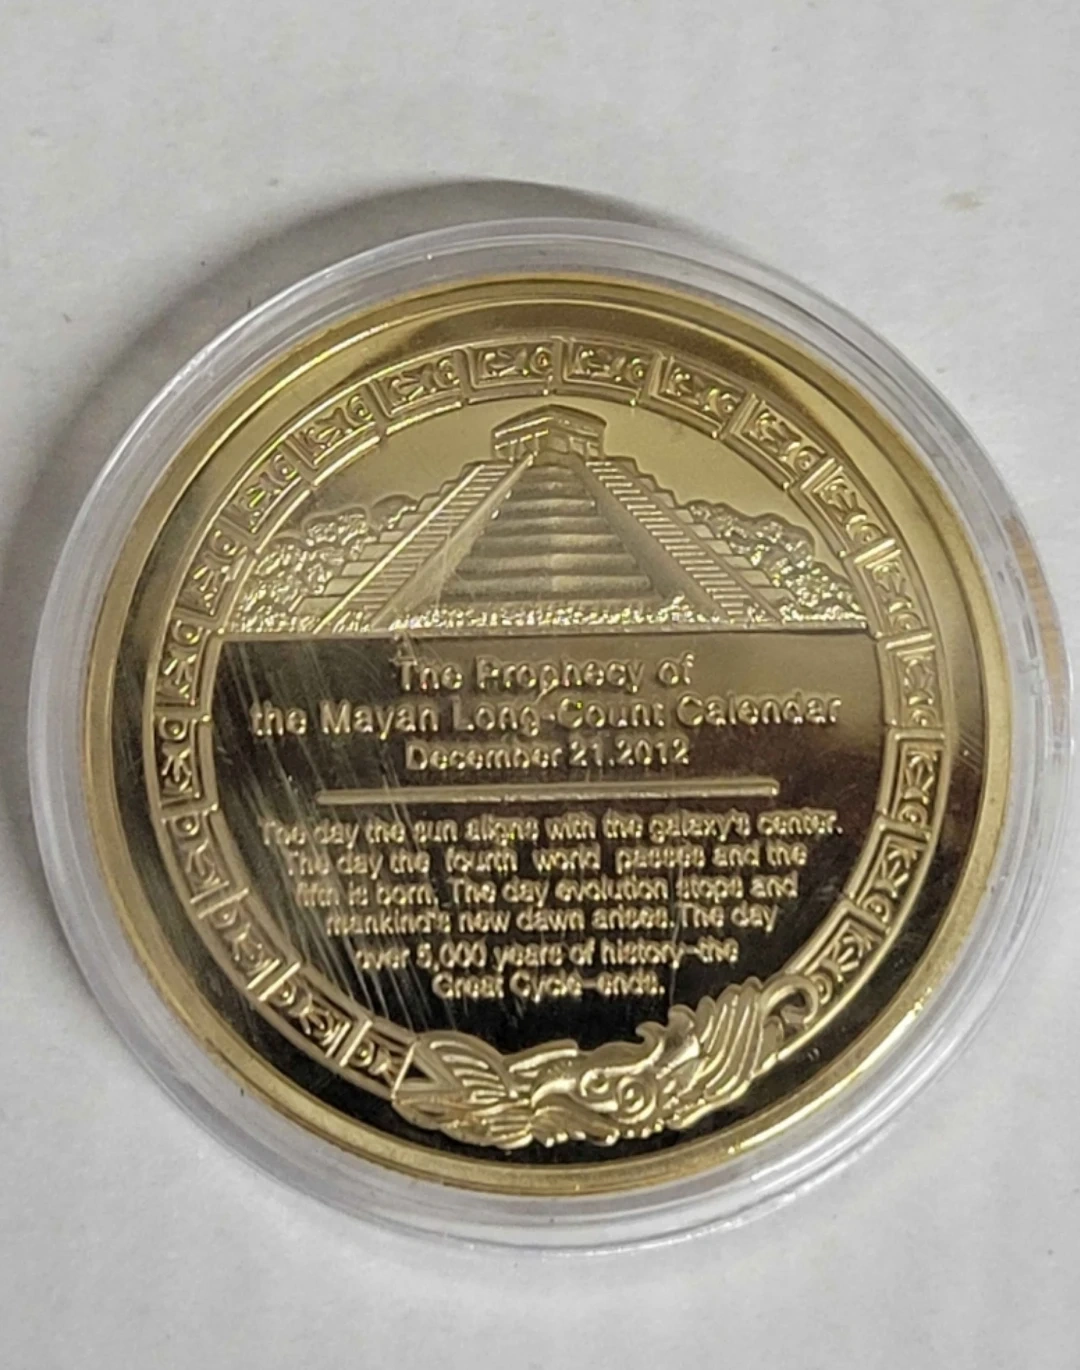 The Prophecy of
the Mayan Long-Count Calendar
December 21.2012
The day the sun aligns with the galaxy's center.
The day the fourth world passes and the
fifth is born. The day evolution stops and
mankind's new dawn arises. The day
over 5,000 years of history-the
Great Cycle-ends.